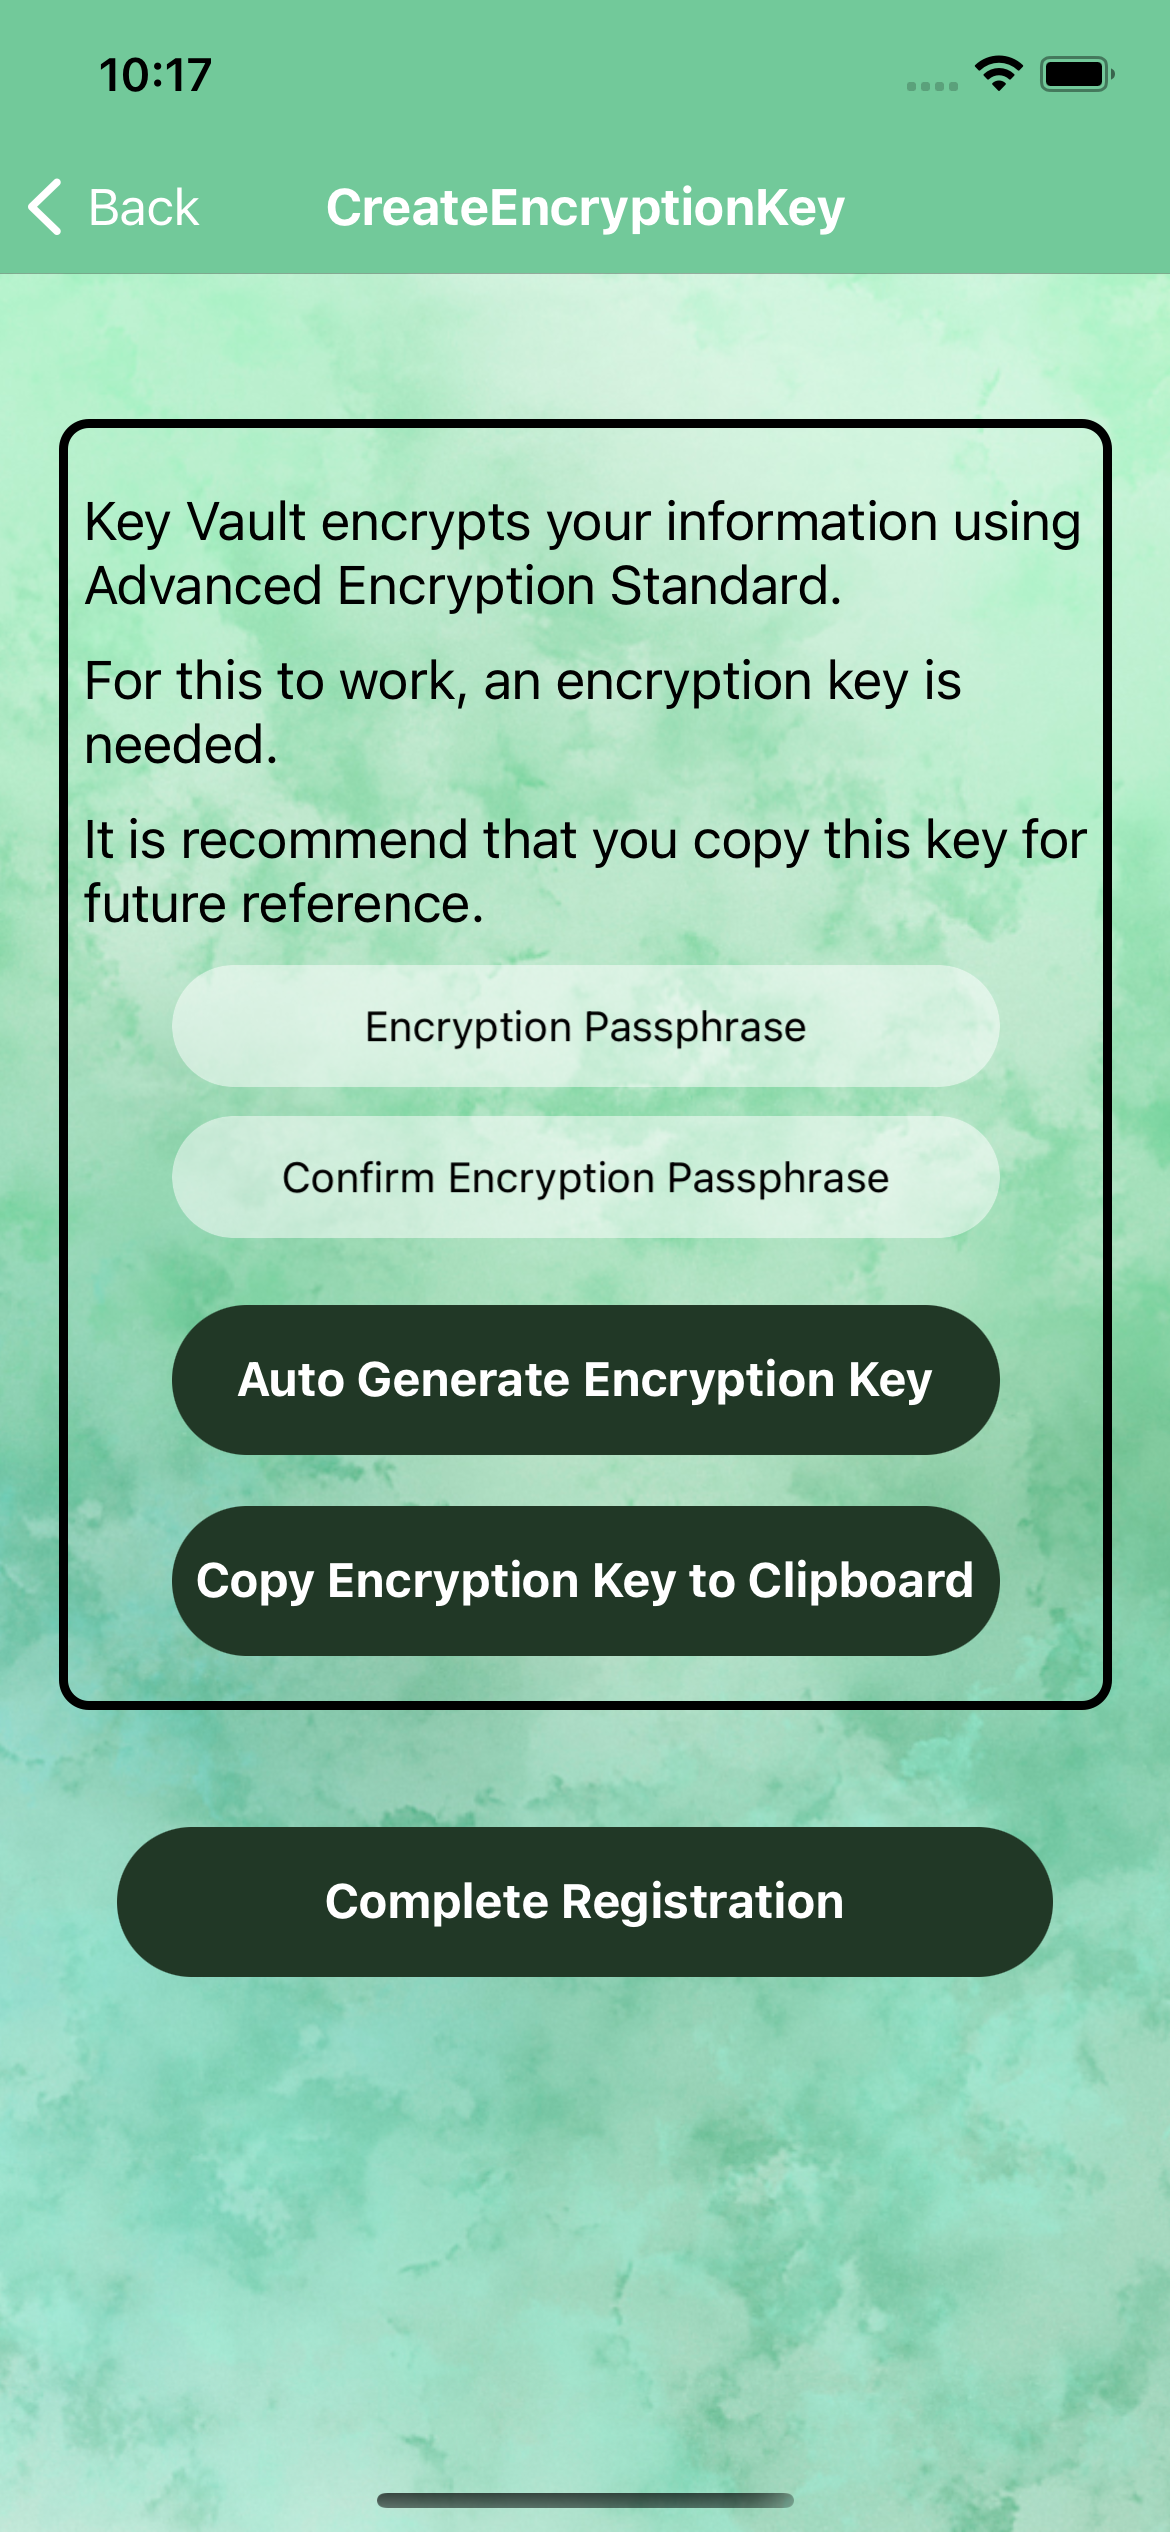 10:17
Back
CreateEncryptionKey
Key Vault encrypts your information using
Advanced Encryption Standard.
For this to work, an encryption key is
needed.
It is recommend that you copy this key for
future reference.
Encryption Passphrase
Confirm Encryption Passphrase
Auto Generate Encryption Key
Copy Encryption Key to Clipboard
Complete Registration